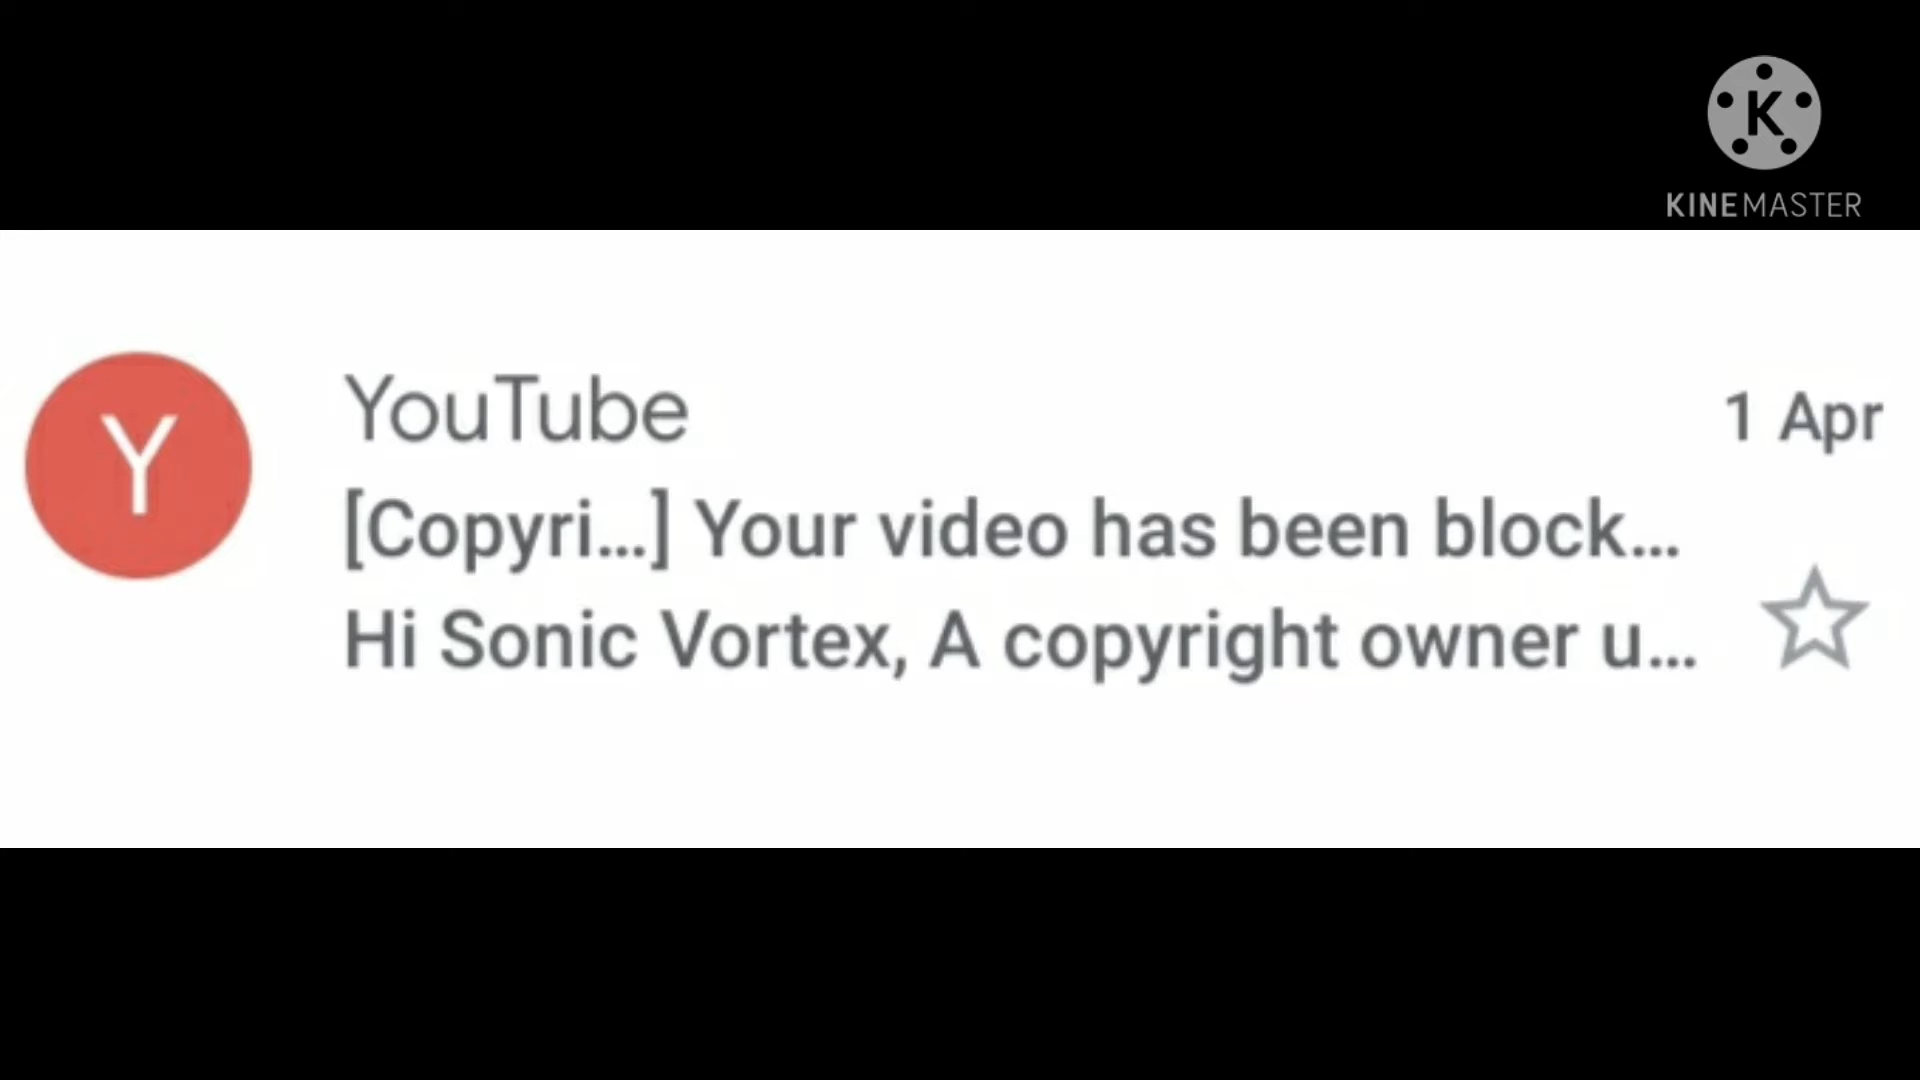 K
KINEMASTER
Y
YouTube
1 Apr
[Copyri...] Your video has been block...
Hi Sonic Vortex, A copyright owner u...